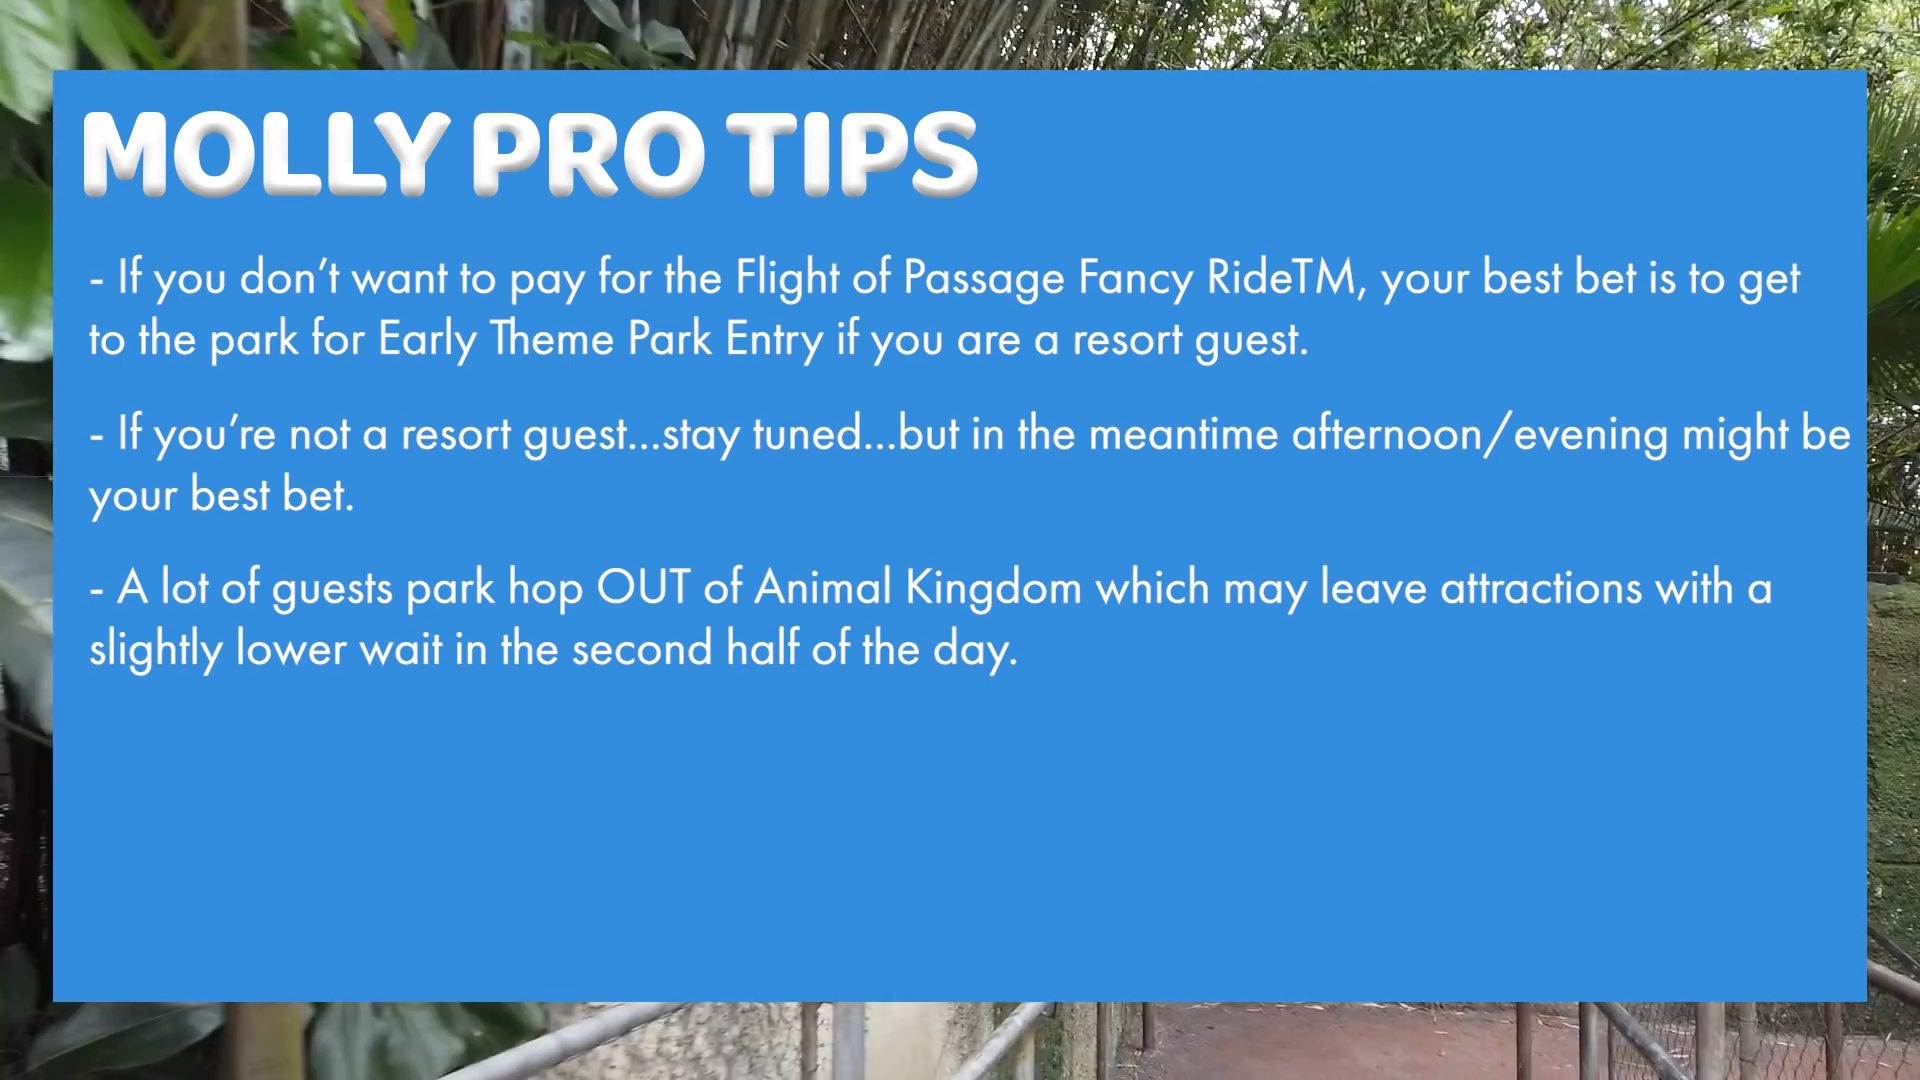 MOLLY PRO TIPS
- If you don’t want to pay for the Flight of Passage Fancy RideTM, your best bet is to get
to the park for Early Theme Park Entry if you are a resort guest.
- If you’re not a resort guest...stay tuned...but in the meantime afternoon/evening might be
your best bet.
- A lot of guests park hop OUT of Animal Kingdom which may leave attractions with a
slightly lower wait in the second half of the day.